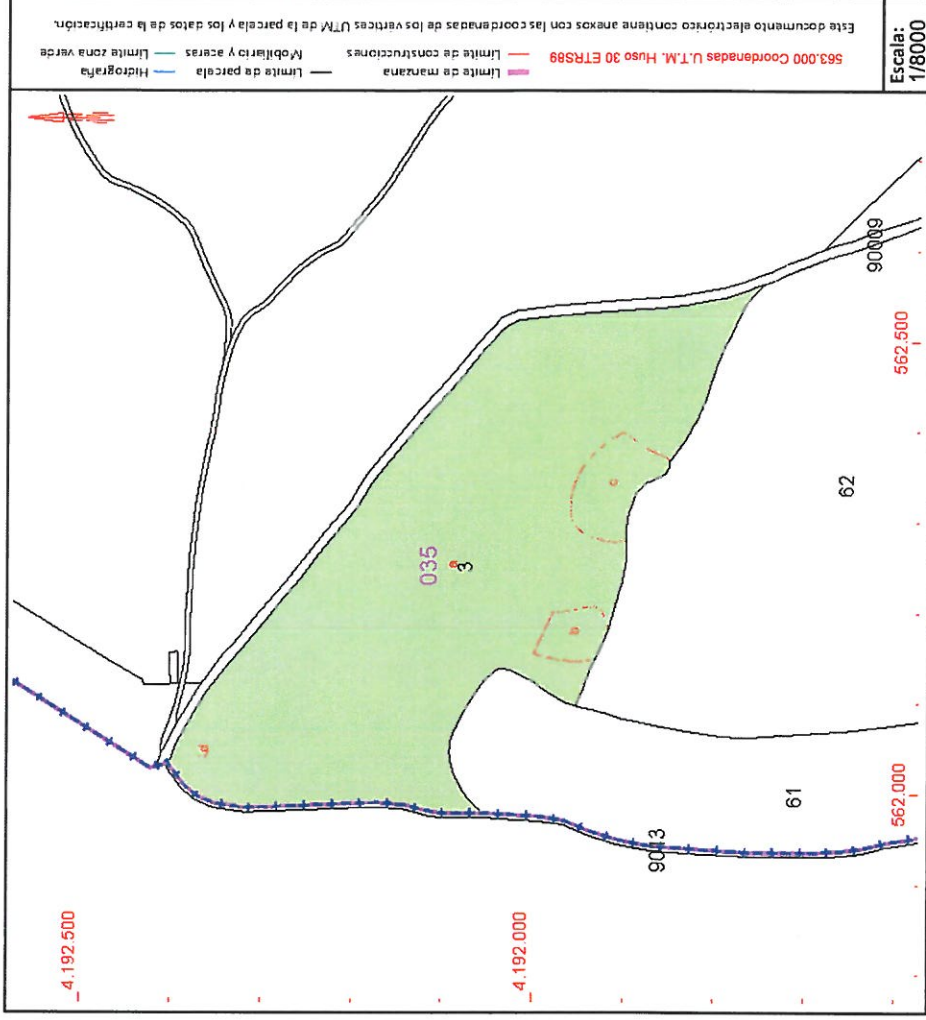 Este documento electrónico contiene anexos con las coordenadas de los vértices UTM de la parcela y los datos de la certificación.
563.000 Coordenadas U.T.M. Huso 30 ETRS89
Límite de manzana
Límite de construcciones
Límite de parcela
Mobiliario y aceras
Hidrografía
Límite zona verde
Escala:
1/8000
4.192.500
4.192.000
562.000
562.500
035
3
a
c
61
62
9013
90009